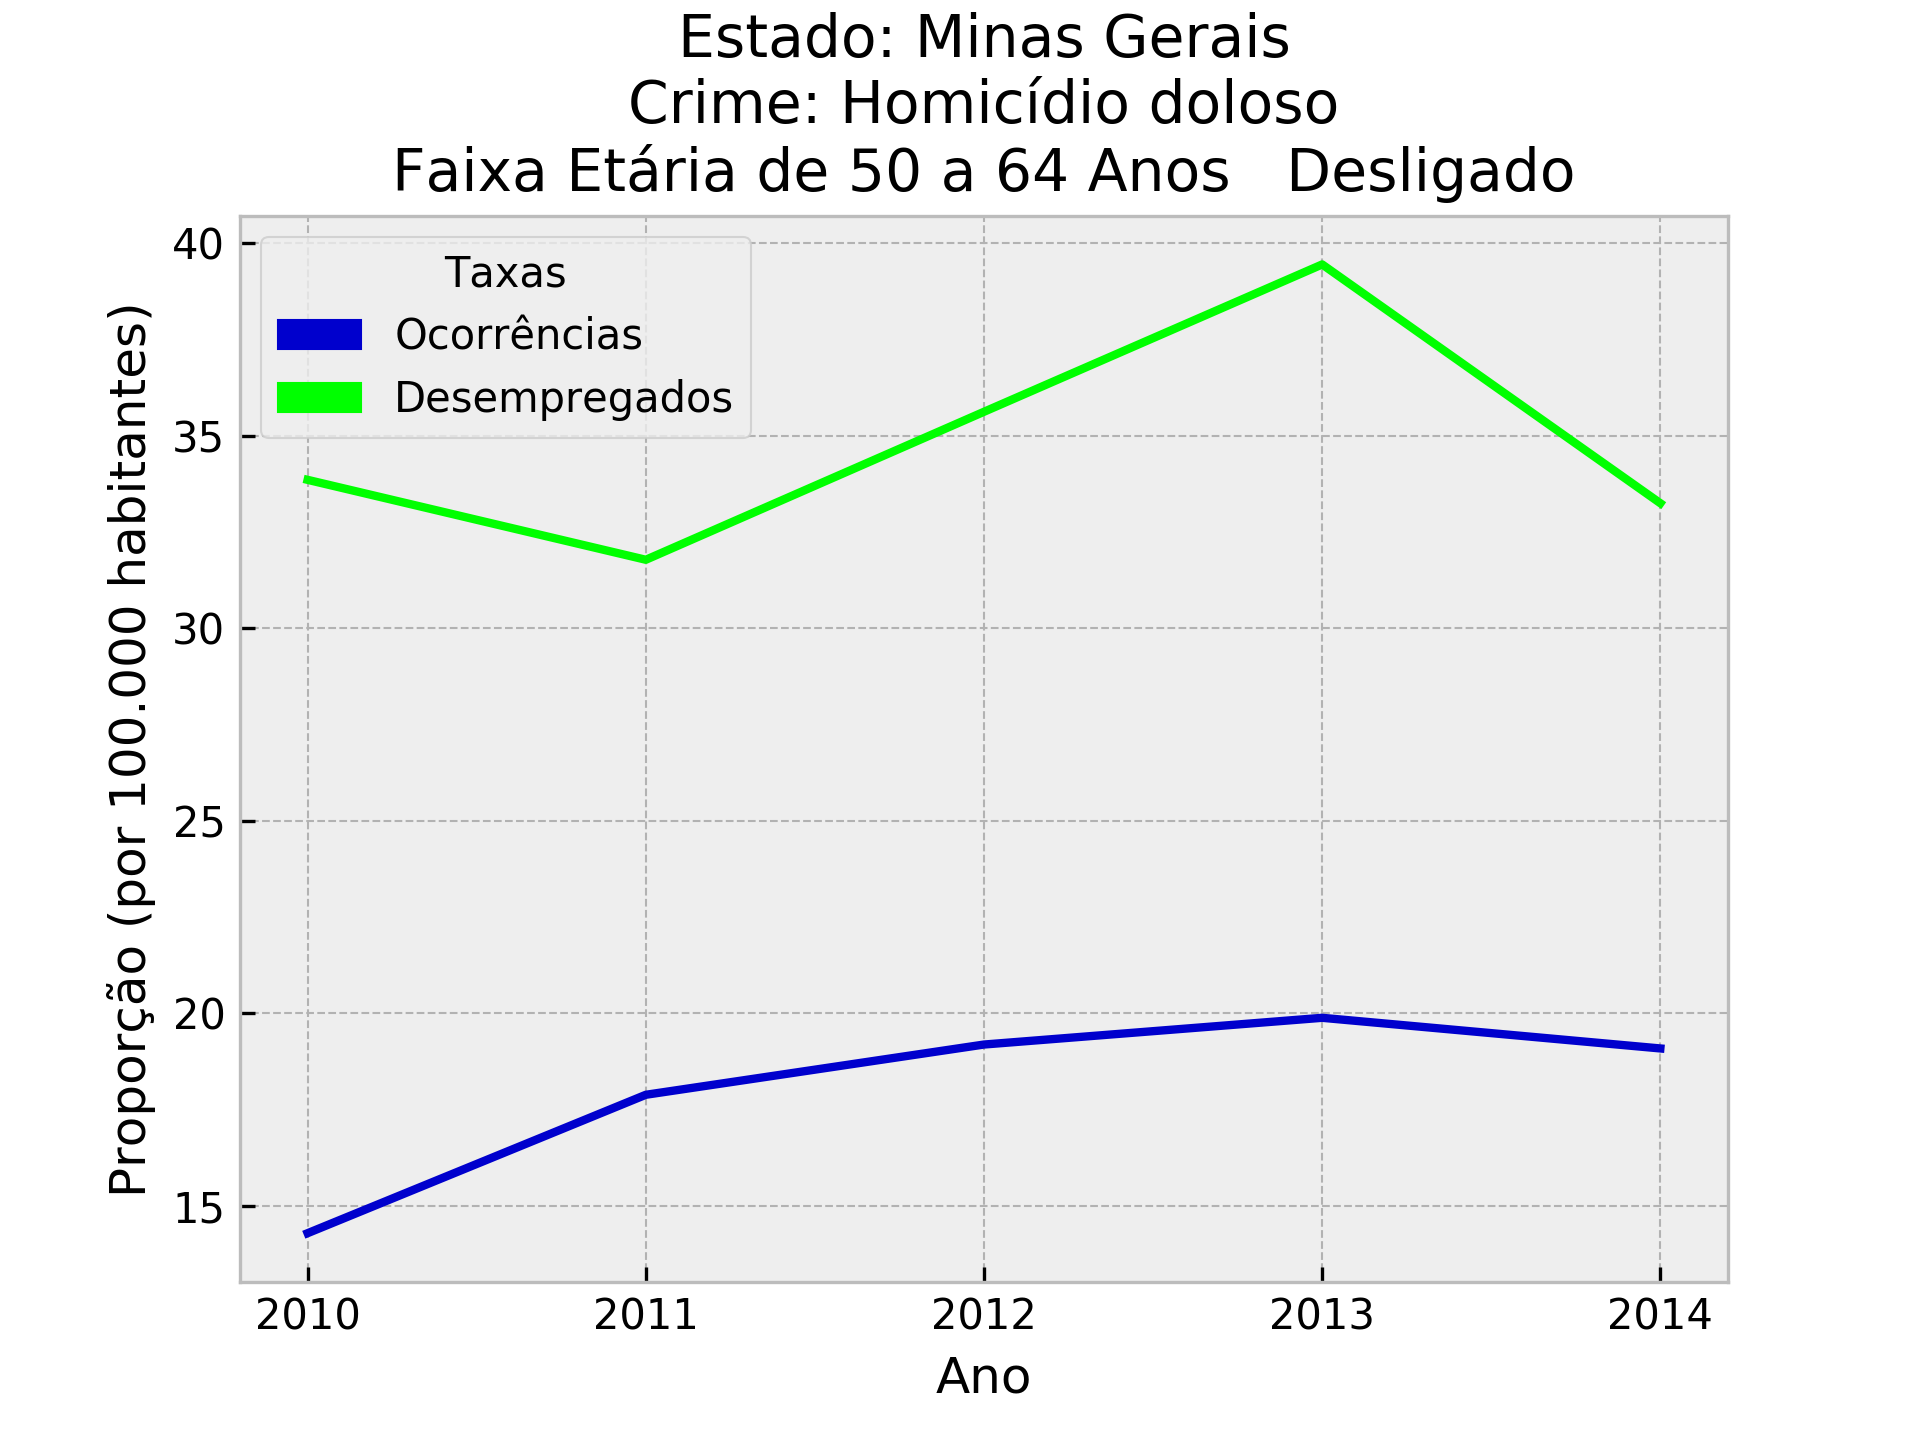 Estado: Minas Gerais
Crime: Homicídio doloso
Faixa Etária de 50 a 64 Anos   Desligado
Taxas
Ocorrências
Desempregados
Proporção (por 100.000 habitantes)
40
35
30
25
20
15
2010 2011 2012 2013 2014
Ano